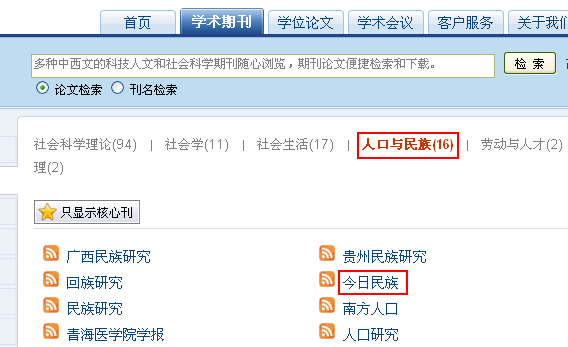 首页 学术期刊 学位论文 学术会议 客户服务 关于我们
多种中西文的科技人文和社会科学期刊随心浏览，期刊论文便捷检索和下载。 检 索
论文检索 刊名检索
社会科学理论(94) | 社会学(11) | 社会生活(17) | 人口与民族(16) | 劳动与人才(2)
理(2)
只显示核心刊
广西民族研究 贵州民族研究
回族研究 今日民族
民族研究 南方人口
青海医学院学报 人口研究